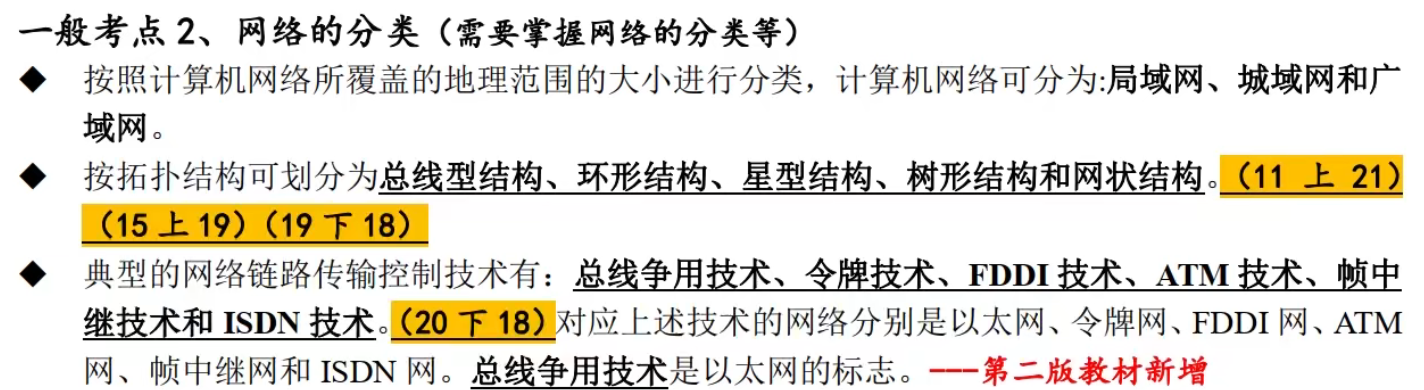 一般考点 2、网络的分类（需要掌握网络的分类等）
◆ 按照计算机网络所覆盖的地理范围的大小进行分类，计算机网络可分为:局域网、城域网和广
域网。
◆ 按拓扑结构可划分为总线型结构、环形结构、星型结构、树形结构和网状结构。（11 上 21）
（15 上 19）（19 下 18）
◆ 典型的网络链路传输控制技术有：总线争用技术、令牌技术、FDDI 技术、ATM 技术、帧中
继技术和 ISDN 技术。（20 下 18）对应上述技术的网络分别是以太网、令牌网、FDDI 网、ATM
网、帧中继网和 ISDN 网。总线争用技术是以太网的标志。---第二版教材新增